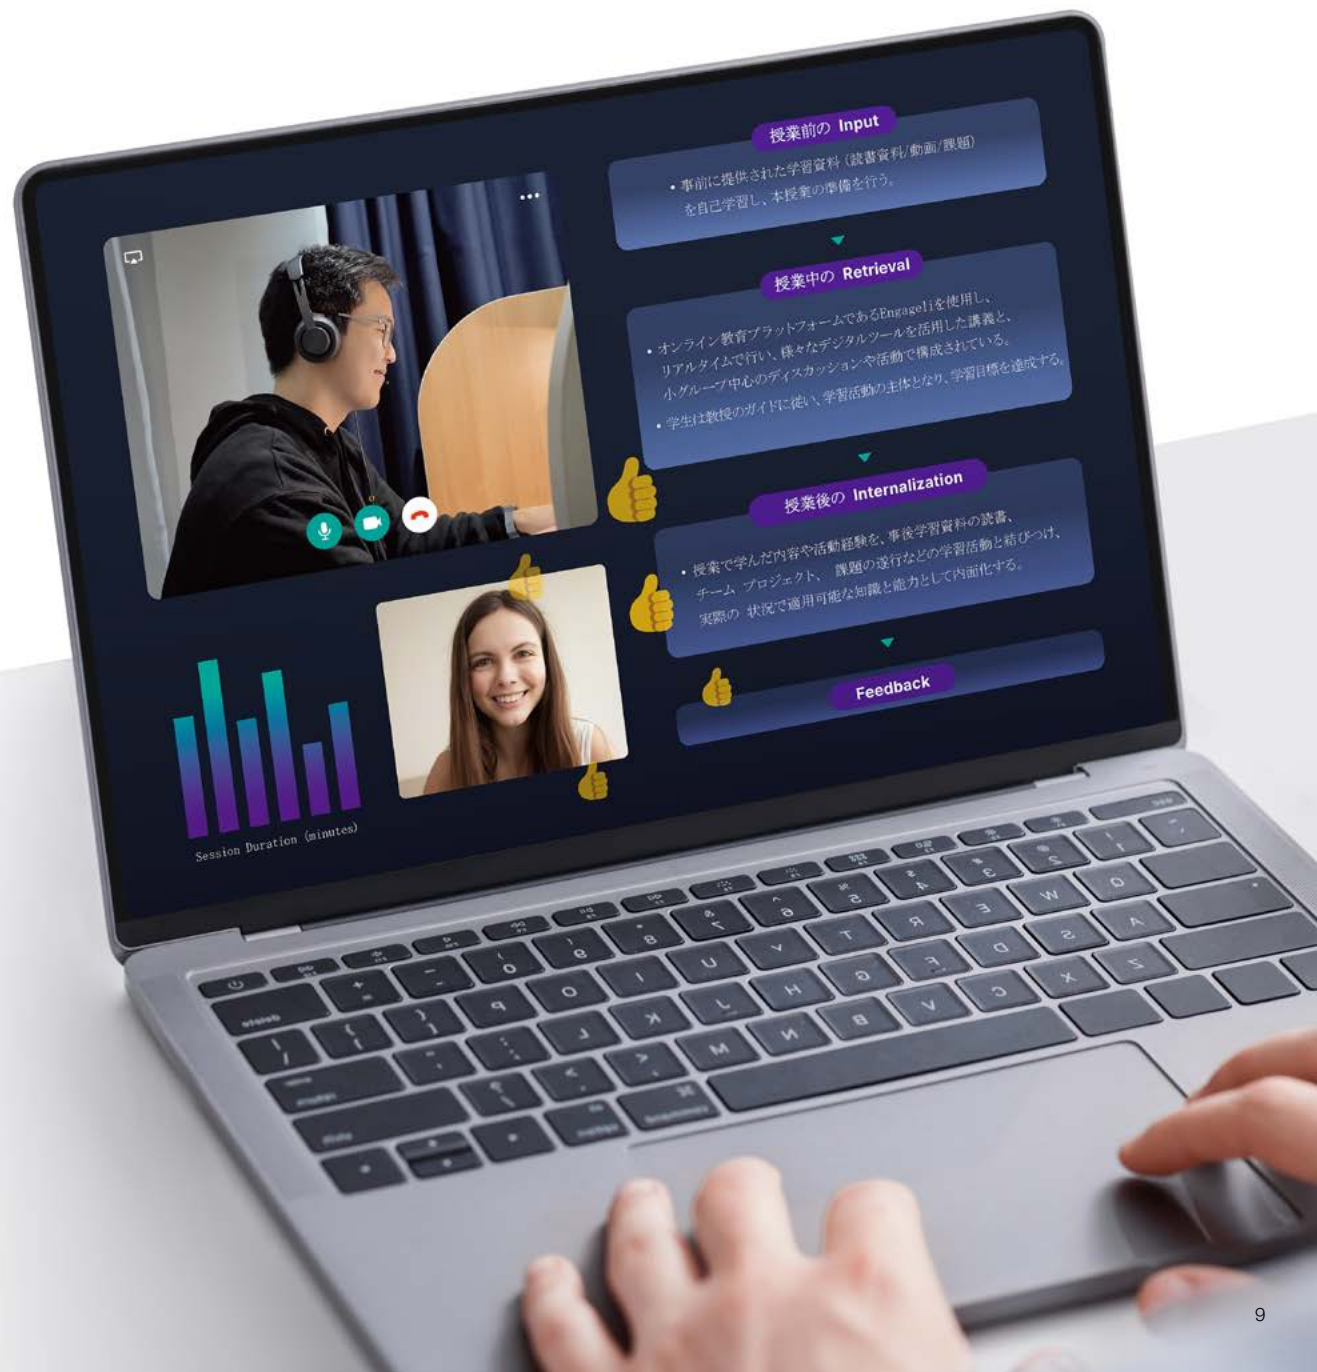 授業前の Input
• 事前に提供された学習資料 (読書資料/動画/課題)
を自己学習し、本授業の準備を行う。
授業中の Retrieval
• オンライン教育プラットフォームであるEngageliを使用し、
リアルタイムで行い、様々なデジタルツールを活用した講義と、
小グループ中心のディスカッションや活動で構成されている。
• 学生は教授のガイドに従い、学習活動の主体となり、学習目標を達成する。
授業後の Internalization
• 授業で学んだ内容や活動経験を、事後学習資料の読書、
チーム プロジェクト、 課題の遂行などの学習活動と結びつけ、
実際の 状況で適用可能な知識と能力として内面化する。
Feedback
Session Duration (minutes)
9